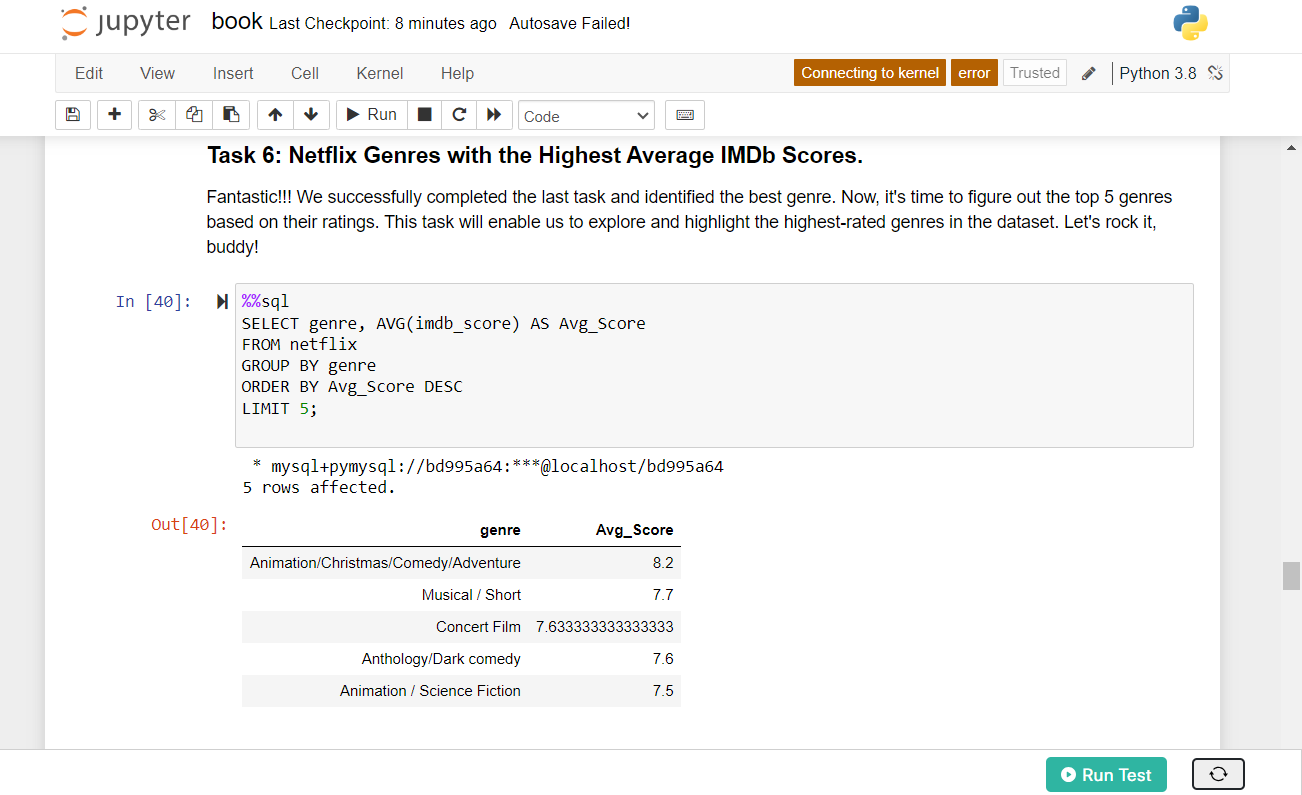 jupyter book Last Checkpoint: 8 minutes ago Autosave Failed!
Edit View Insert Cell Kernel Help Connecting to kernel error Trusted Python 3.8
Run Code
Task 6: Netflix Genres with the Highest Average IMDb Scores.
Fantastic!!! We successfully completed the last task and identified the best genre. Now, it's time to figure out the top 5 genres
based on their ratings. This task will enable us to explore and highlight the highest-rated genres in the dataset. Let's rock it,
buddy!
In [40]: %%sql
SELECT genre, AVG(imdb_score) AS Avg_Score
FROM netflix
GROUP BY genre
ORDER BY Avg_Score DESC
LIMIT 5;
* mysql+pymysql://bd995a64:***@localhost/bd995a64
5 rows affected.
Out[40]: genre Avg_Score
Animation/Christmas/Comedy/Adventure 8.2
Musical / Short 7.7
Concert Film 7.633333333333333
Anthology/Dark comedy 7.6
Animation / Science Fiction 7.5
Run Test